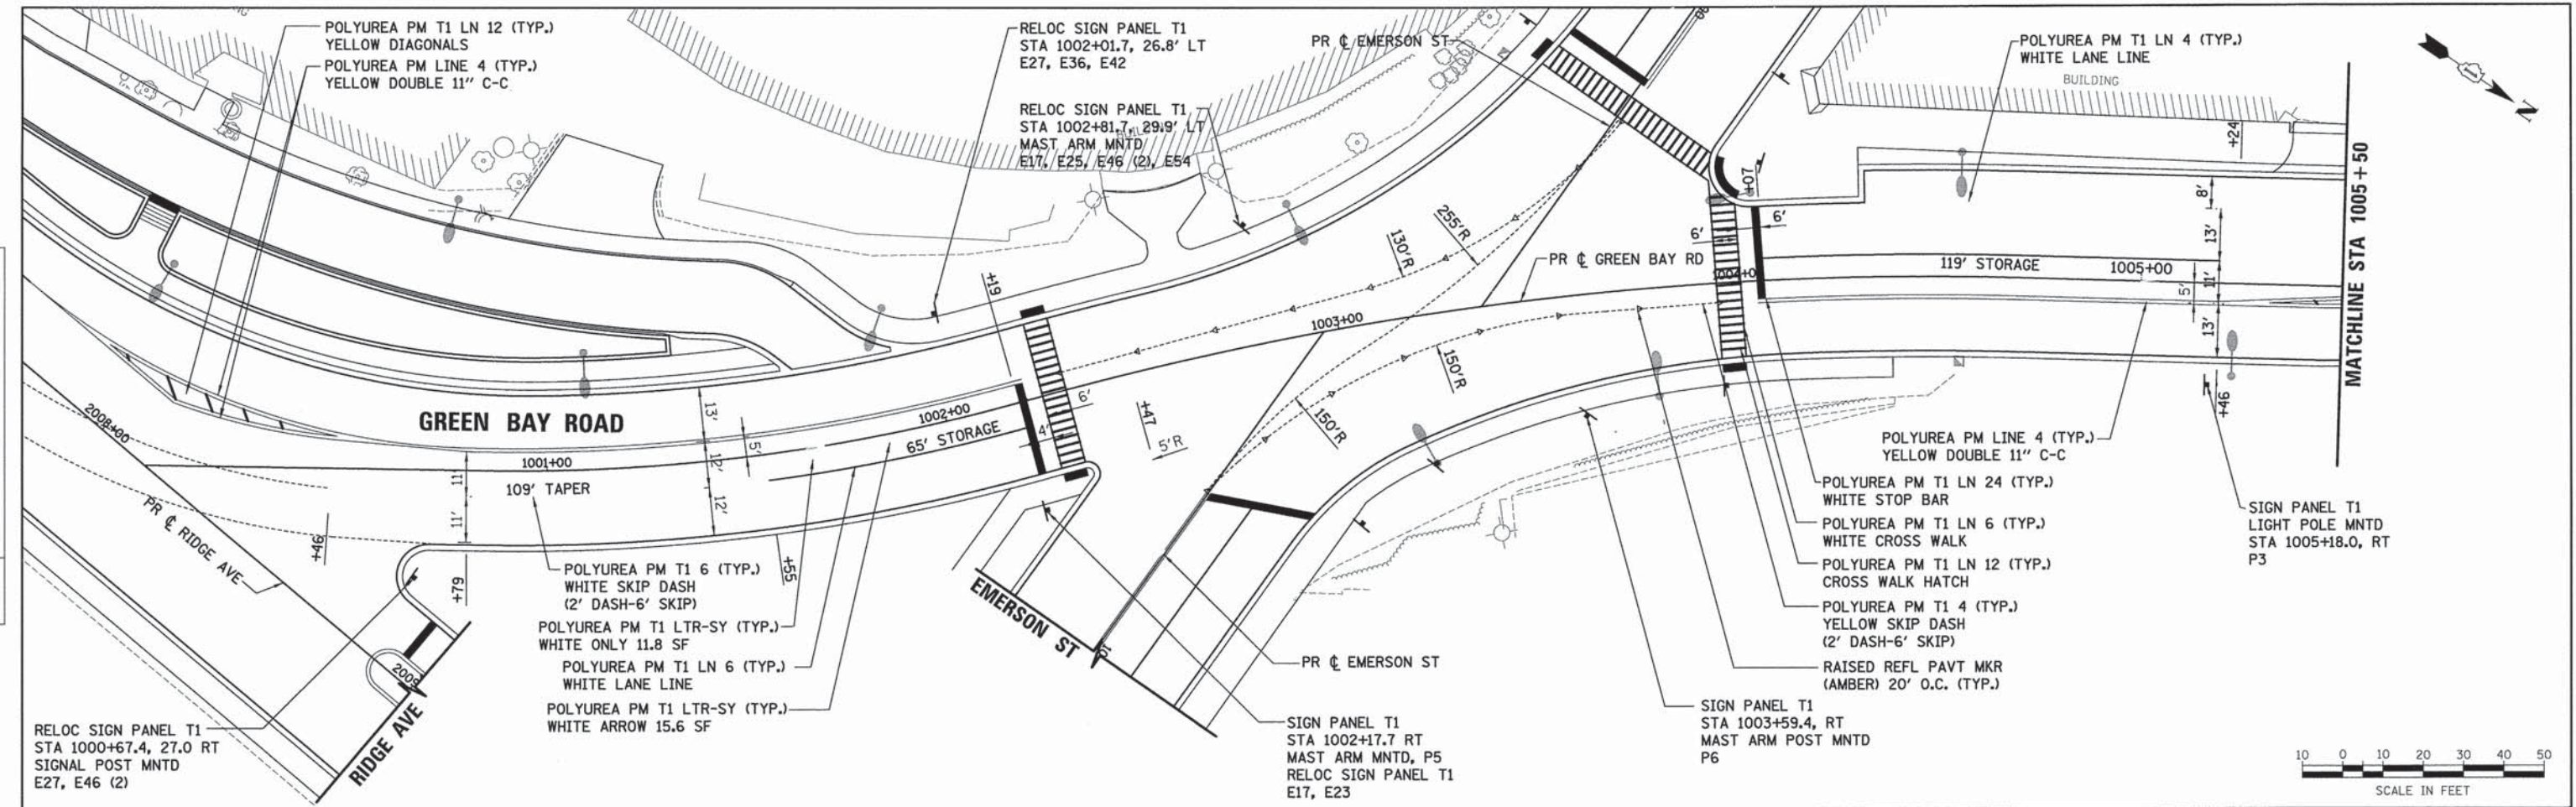 POLYUREA PM T1 LN 12 (TYP.)
YELLOW DIAGONALS
POLYUREA PM LINE 4 (TYP.)
YELLOW DOUBLE 11" C-C
RELOC SIGN PANEL T1
STA 1002+01.7, 26.8' LT
E27, E36, E42
RELOC SIGN PANEL T1
STA 1002+81.7, 29.9' LT
MAST ARM MNTD
E17, E25, E46 (2), E54
PR ℄ EMERSON ST
POLYUREA PM T1 LN 4 (TYP.)
WHITE LANE LINE
BUILDING
N
+24
MATCHLINE STA 1005+50
+07
8'
13'
11'
5'
13'
6'
6'
119' STORAGE
1005+00
255'R
130'R
PR ℄ GREEN BAY RD
+19
1003+00
150'R
150'R
GREEN BAY ROAD
2008+00
1002+00
65' STORAGE
6'
4'
+47
5'R
13'
5'
12'
12'
1001+00
109' TAPER
11'
11'
PR ℄ RIDGE AVE
+46
+79
+55
+46
POLYUREA PM LINE 4 (TYP.)
YELLOW DOUBLE 11" C-C
POLYUREA PM T1 LN 24 (TYP.)
WHITE STOP BAR
POLYUREA PM T1 LN 6 (TYP.)
WHITE CROSS WALK
POLYUREA PM T1 LN 12 (TYP.)
CROSS WALK HATCH
POLYUREA PM T1 4 (TYP.)
YELLOW SKIP DASH
(2' DASH-6' SKIP)
RAISED REFL PAVT MKR
(AMBER) 20' O.C. (TYP.)
SIGN PANEL T1
LIGHT POLE MNTD
STA 1005+18.0, RT
P3
POLYUREA PM T1 6 (TYP.)
WHITE SKIP DASH
(2' DASH-6' SKIP)
POLYUREA PM T1 LTR-SY (TYP.)
WHITE ONLY 11.8 SF
POLYUREA PM T1 LN 6 (TYP.)
WHITE LANE LINE
POLYUREA PM T1 LTR-SY (TYP.)
WHITE ARROW 15.6 SF
EMERSON ST
PR ℄ EMERSON ST
RIDGE AVE
RELOC SIGN PANEL T1
STA 1000+67.4, 27.0 RT
SIGNAL POST MNTD
E27, E46 (2)
SIGN PANEL T1
STA 1002+17.7 RT
MAST ARM MNTD, P5
RELOC SIGN PANEL T1
E17, E23
SIGN PANEL T1
STA 1003+59.4, RT
MAST ARM POST MNTD
P6
10 0 10 20 30 40 50
SCALE IN FEET